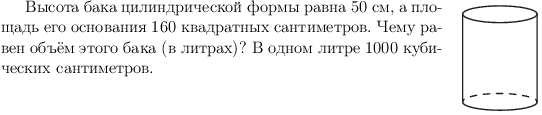 Высота бака цилиндрической формы равна 50 см, а пло-
щадь его основания 160 квадратных сантиметров. Чему ра-
вен объём этого бака (в литрах)? В одном литре 1000 куби-
ческих сантиметров.